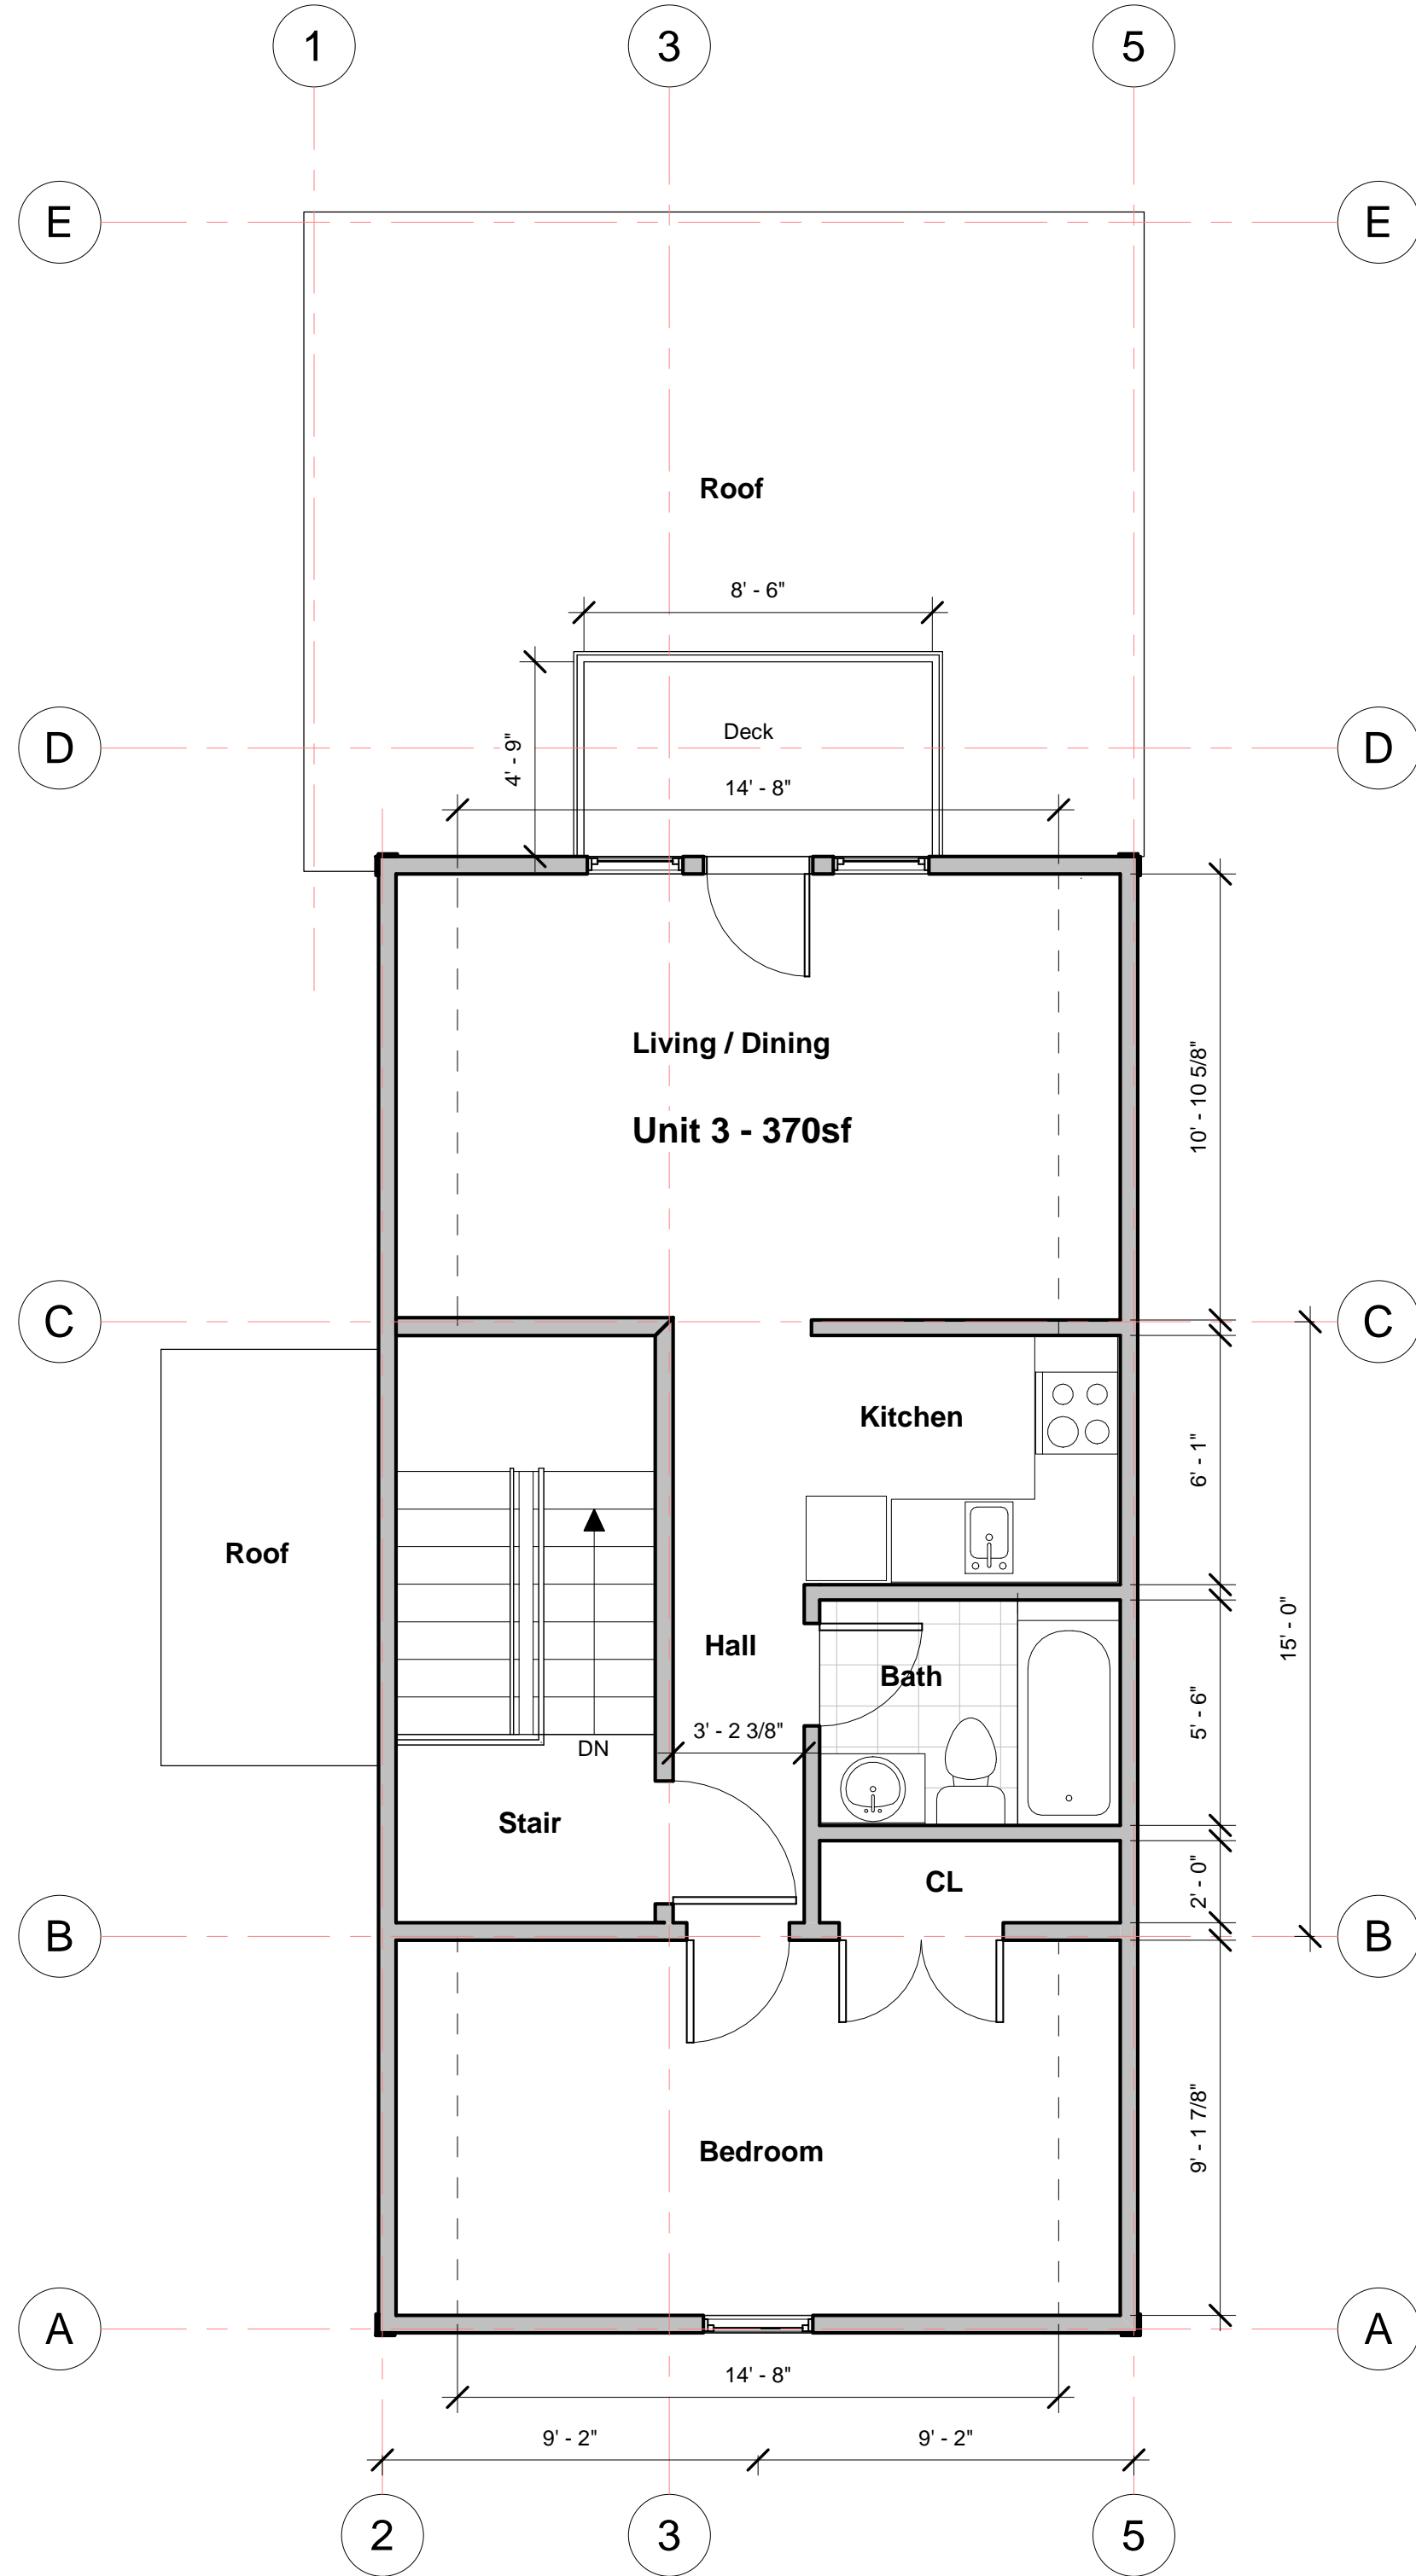 1
3
5
E
E
Roof
8' - 6"
4' - 9"
Deck
D
D
14' - 8"
Living / Dining
10' - 10 5/8"
Unit 3 - 370sf
C
C
Kitchen
6' - 1"
Roof
15' - 0"
Hall
Bath
5' - 6"
3' - 2 3/8"
DN
Stair
CL
2' - 0"
B
B
Bedroom
9' - 1 7/8"
A
A
14' - 8"
9' - 2"
9' - 2"
2
3
5